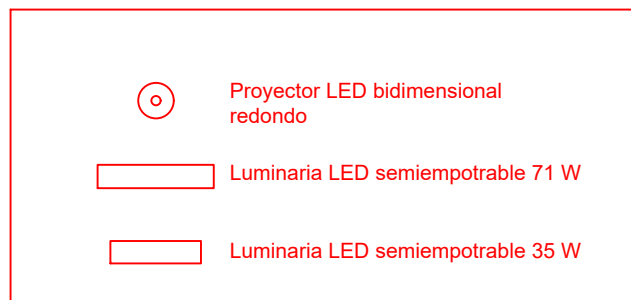 Proyector LED bidimensional
redondo
Luminaria LED semiempotrable 71 W
Luminaria LED semiempotrable 35 W